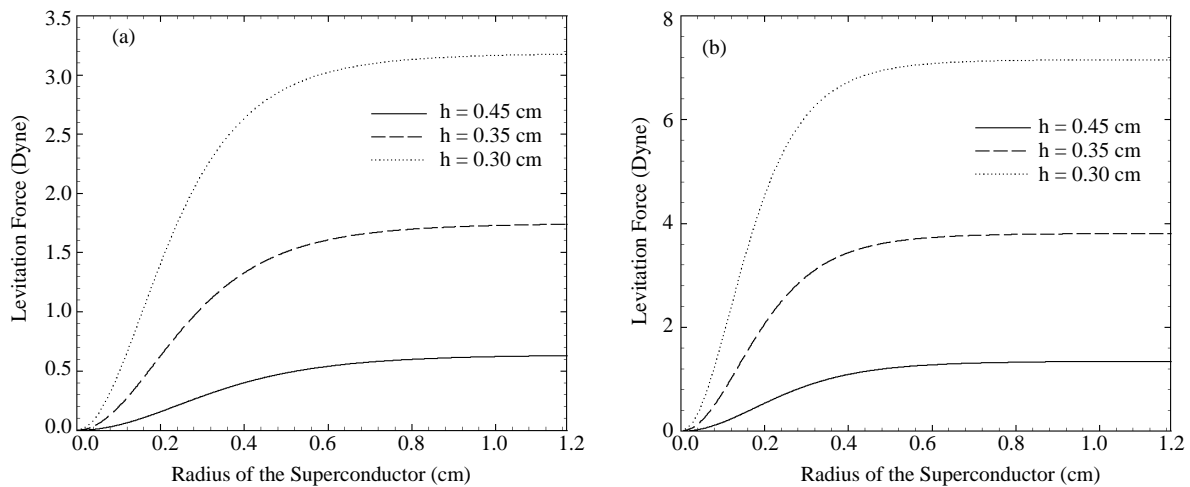 (a)
3.5
3.0
2.5
2.0
1.5
1.0
0.5
0.0
Levitation Force (Dyne)
h = 0.45 cm
h = 0.35 cm
h = 0.30 cm
0.0 0.2 0.4 0.6 0.8 1.0 1.2
Radius of the Superconductor (cm)
(b)
8
6
4
2
0
Levitation Force (Dyne)
h = 0.45 cm
h = 0.35 cm
h = 0.30 cm
0.0 0.2 0.4 0.6 0.8 1.0 1.2
Radius of the Superconductor (cm)